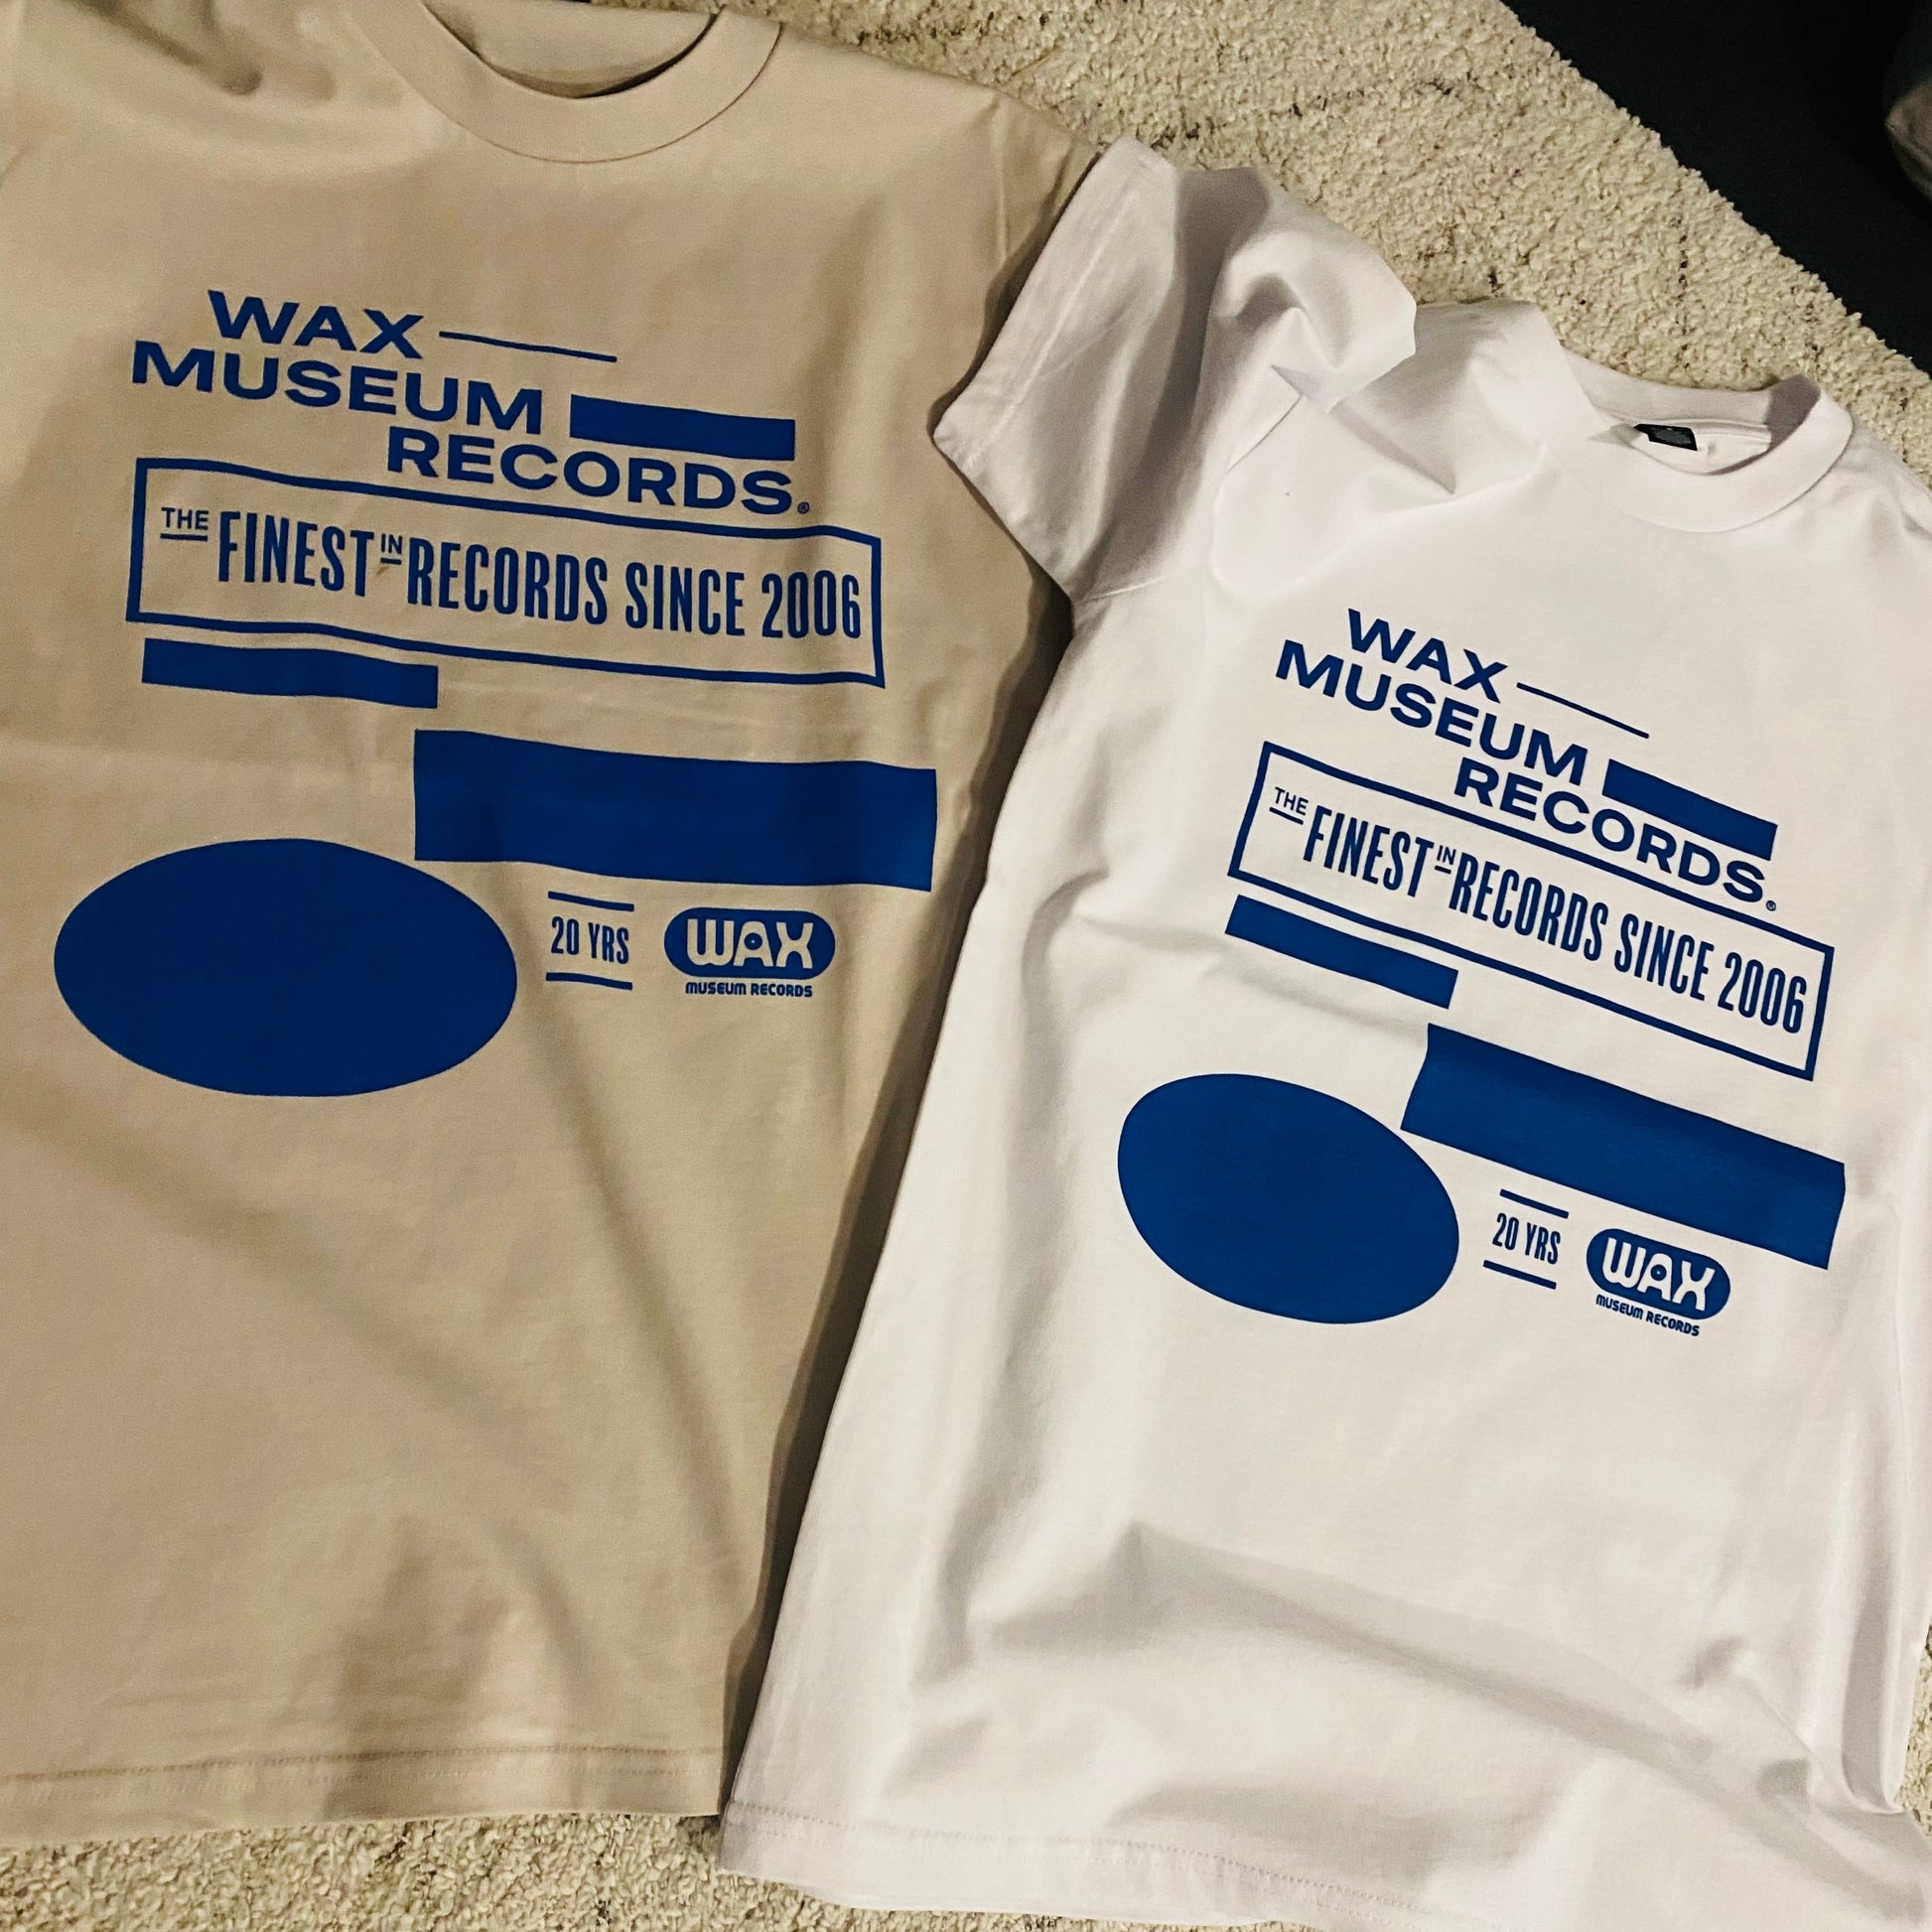 WAX
MUSEUM
RECORDS.®
THE FINEST IN RECORDS SINCE 2006
20 YRS
WAX
MUSEUM RECORDS
WAX
MUSEUM
RECORDS.®
THE FINEST IN RECORDS SINCE 2006
20 YRS
WAX
MUSEUM RECORDS